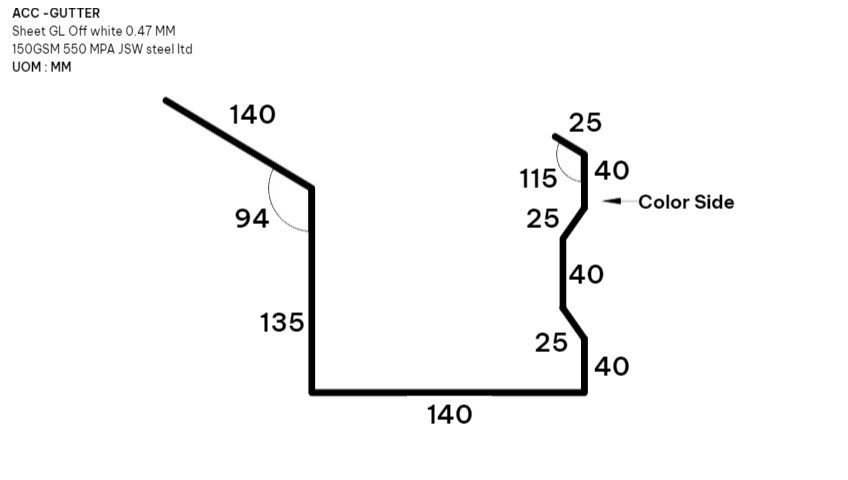 ACC -GUTTER
Sheet GL Off white 0.47 MM
150GSM 550 MPA JSW steel ltd
UOM : MM
140
25
115
40
Color Side
94
25
40
135
25
40
140